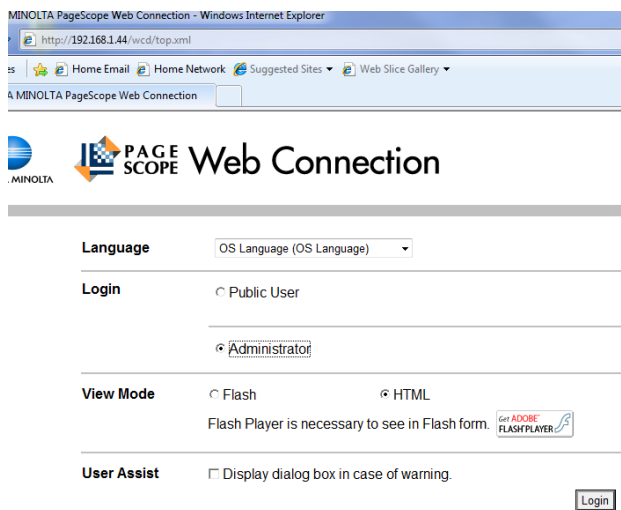 MINOLTA PageScope Web Connection - Windows Internet Explorer
http://192.168.1.44/wcd/top.xml
es Home Email Home Network Suggested Sites Web Slice Gallery
A MINOLTA PageScope Web Connection
PAGE SCOPE Web Connection
MINOLTA
Language OS Language (OS Language)
Login Public User
Administrator
View Mode Flash HTML
Flash Player is necessary to see in Flash form. Get ADOBE FLASH PLAYER
User Assist Display dialog box in case of warning.
Login